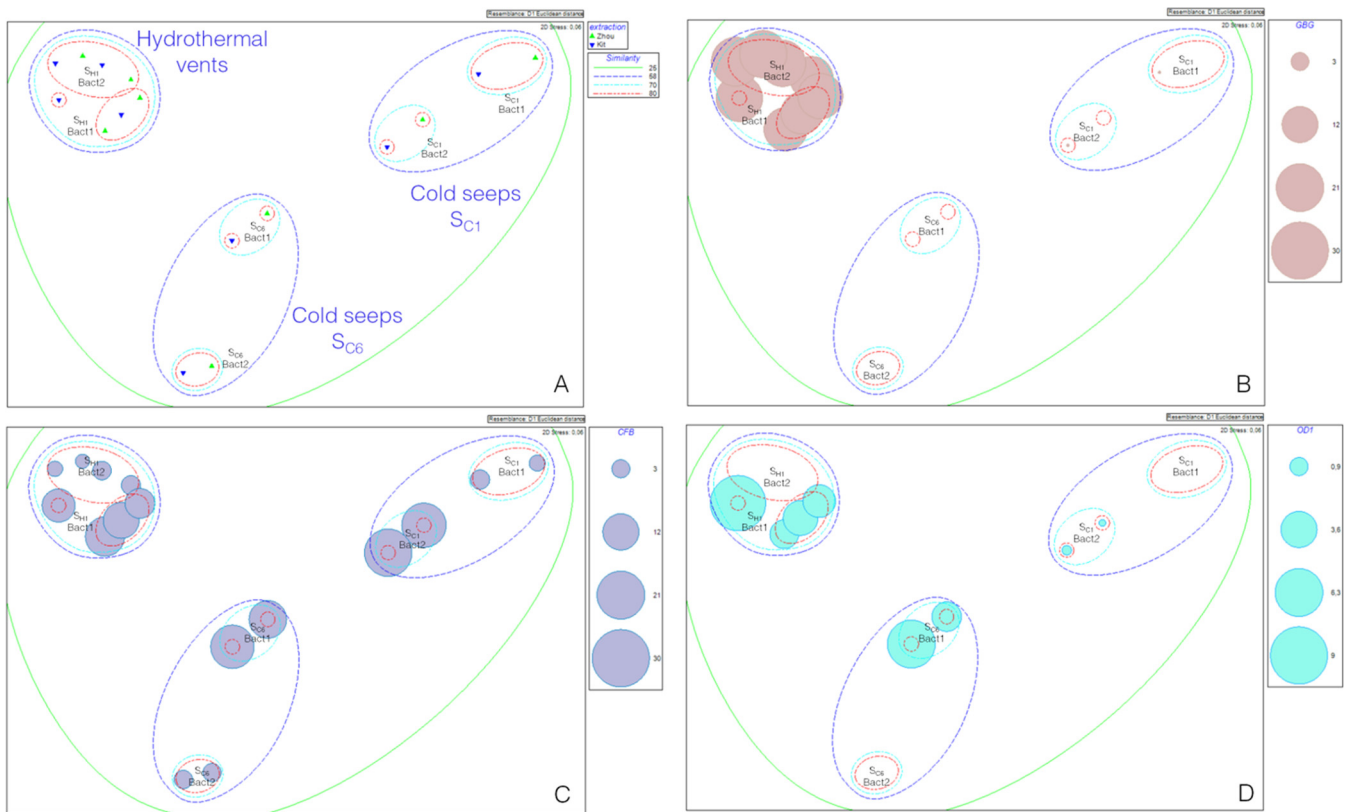 Resemblance: D1 Euclidean distance
2D Stress: 0,06
Hydrothermal
vents
SH1
Bact2
SH1
Bact1
SC1
Bact1
SC1
Bact2
Cold seeps
SC1
SC6
Bact1
Cold seeps
SC6
SC6
Bact2
A
extraction
Zhou
Kit
Similarity
26
68
70
80
Resemblance: D1 Euclidean distance
2D Stress: 0,06
SH1
Bact2
SH1
Bact1
SC1
Bact1
SC1
Bact2
SC6
Bact1
SC6
Bact2
B
GBG
3
12
21
30
Resemblance: D1 Euclidean distance
2D Stress: 0,06
SH1
Bact2
SH1
Bact1
SC1
Bact1
SC1
Bact2
SC6
Bact1
SC6
Bact2
C
CFB
3
12
21
30
Resemblance: D1 Euclidean distance
2D Stress: 0,06
SH1
Bact2
SH1
Bact1
SC1
Bact1
SC1
Bact2
SC6
Bact1
SC6
Bact2
D
OD1
0,9
3,6
6,3
9